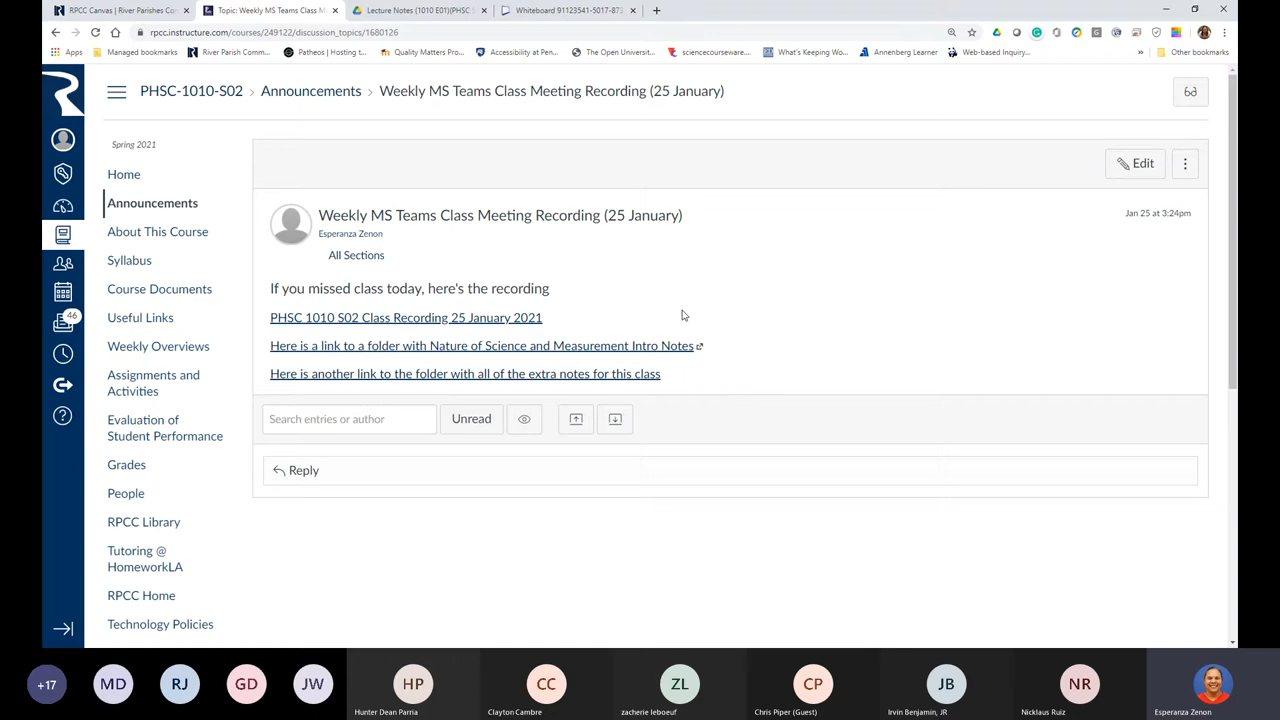 RPCC Canvas | River Parishes Com
Topic: Weekly MS Teams Class M
Lecture Notes (1010 E01)(PHSC
Whiteboard 91123541-5017-873
rpcc.instructure.com/courses/249122/discussion_topics/1680126
Apps
Managed bookmarks
River Parish Comm...
Patheos | Hosting t...
Quality Matters Pro...
Accessibility at Pen...
The Open Universit...
sciencecourseware...
What's Keeping Wo...
Annenberg Learner
Web-based Inquiry...
»
Other bookmarks
PHSC-1010-S02 › Announcements › Weekly MS Teams Class Meeting Recording (25 January)
Spring 2021
Home
Announcements
About This Course
Syllabus
Course Documents
Useful Links
Weekly Overviews
Assignments and
Activities
Evaluation of
Student Performance
Grades
People
RPCC Library
Tutoring @
HomeworkLA
RPCC Home
Technology Policies
46
Edit
Weekly MS Teams Class Meeting Recording (25 January)
Jan 25 at 3:24pm
Esperanza Zenon
All Sections
If you missed class today, here's the recording
PHSC 1010 S02 Class Recording 25 January 2021
Here is a link to a folder with Nature of Science and Measurement Intro Notes
Here is another link to the folder with all of the extra notes for this class
Search entries or author
Unread
Reply
+17
MD
RJ
GD
JW
HP
CC
ZL
CP
JB
NR
Hunter Dean Parria
Clayton Cambre
zacherie leboeuf
Chris Piper (Guest)
Irvin Benjamin, JR
Nicklaus Ruiz
Esperanza Zenon